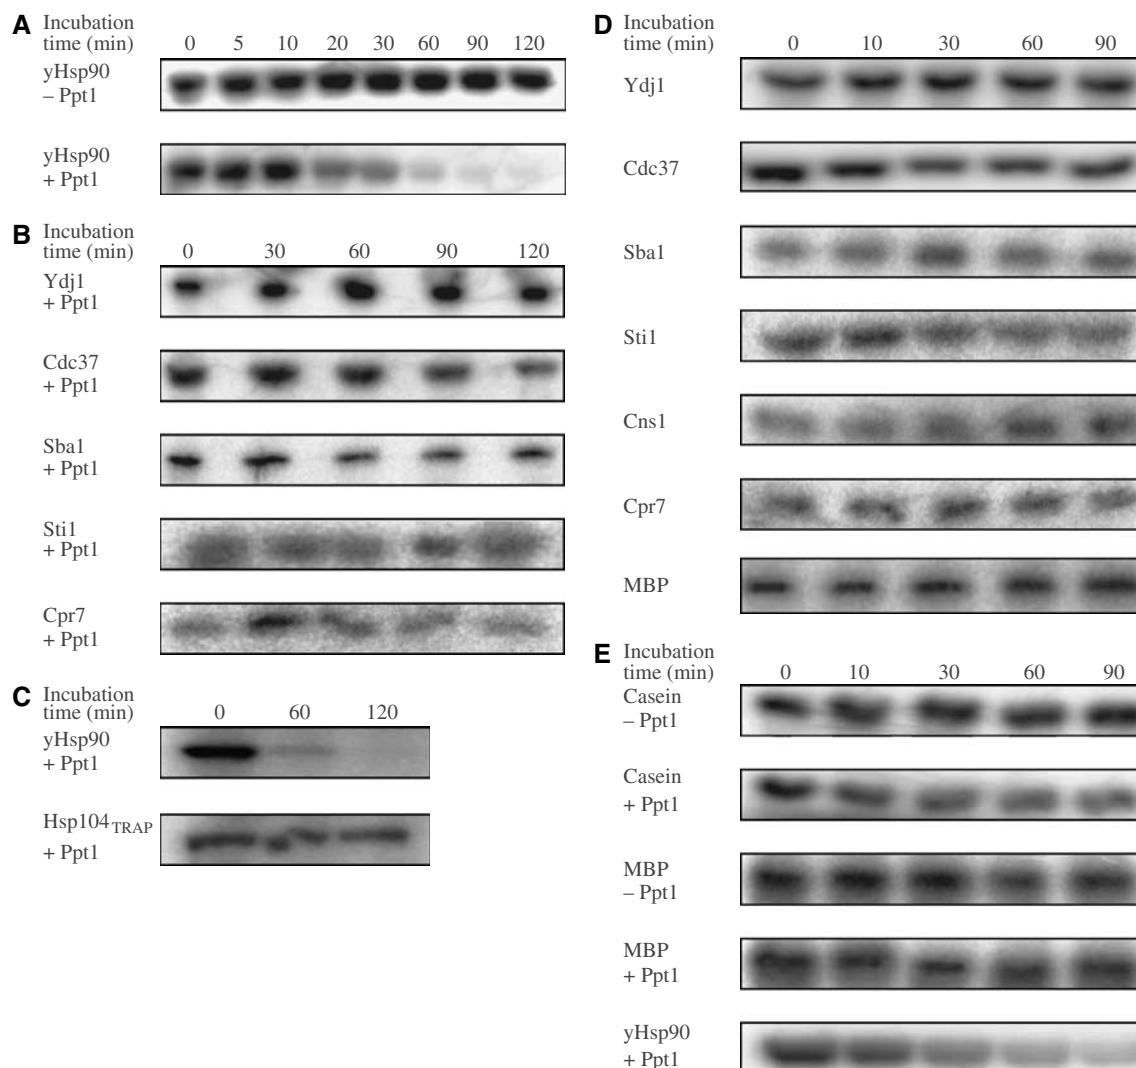 A Incubation
time (min) 0 5 10 20 30 60 90 120
yHsp90
– Ppt1
yHsp90
+ Ppt1
B Incubation
time (min) 0 30 60 90 120
Ydj1
+ Ppt1
Cdc37
+ Ppt1
Sba1
+ Ppt1
Sti1
+ Ppt1
Cpr7
+ Ppt1
C Incubation
time (min) 0 60 120
yHsp90
+ Ppt1
Hsp104TRAP
+ Ppt1
D Incubation
time (min) 0 10 30 60 90
Ydj1
Cdc37
Sba1
Sti1
Cns1
Cpr7
MBP
E Incubation
time (min) 0 10 30 60 90
Casein
– Ppt1
Casein
+ Ppt1
MBP
– Ppt1
MBP
+ Ppt1
yHsp90
+ Ppt1